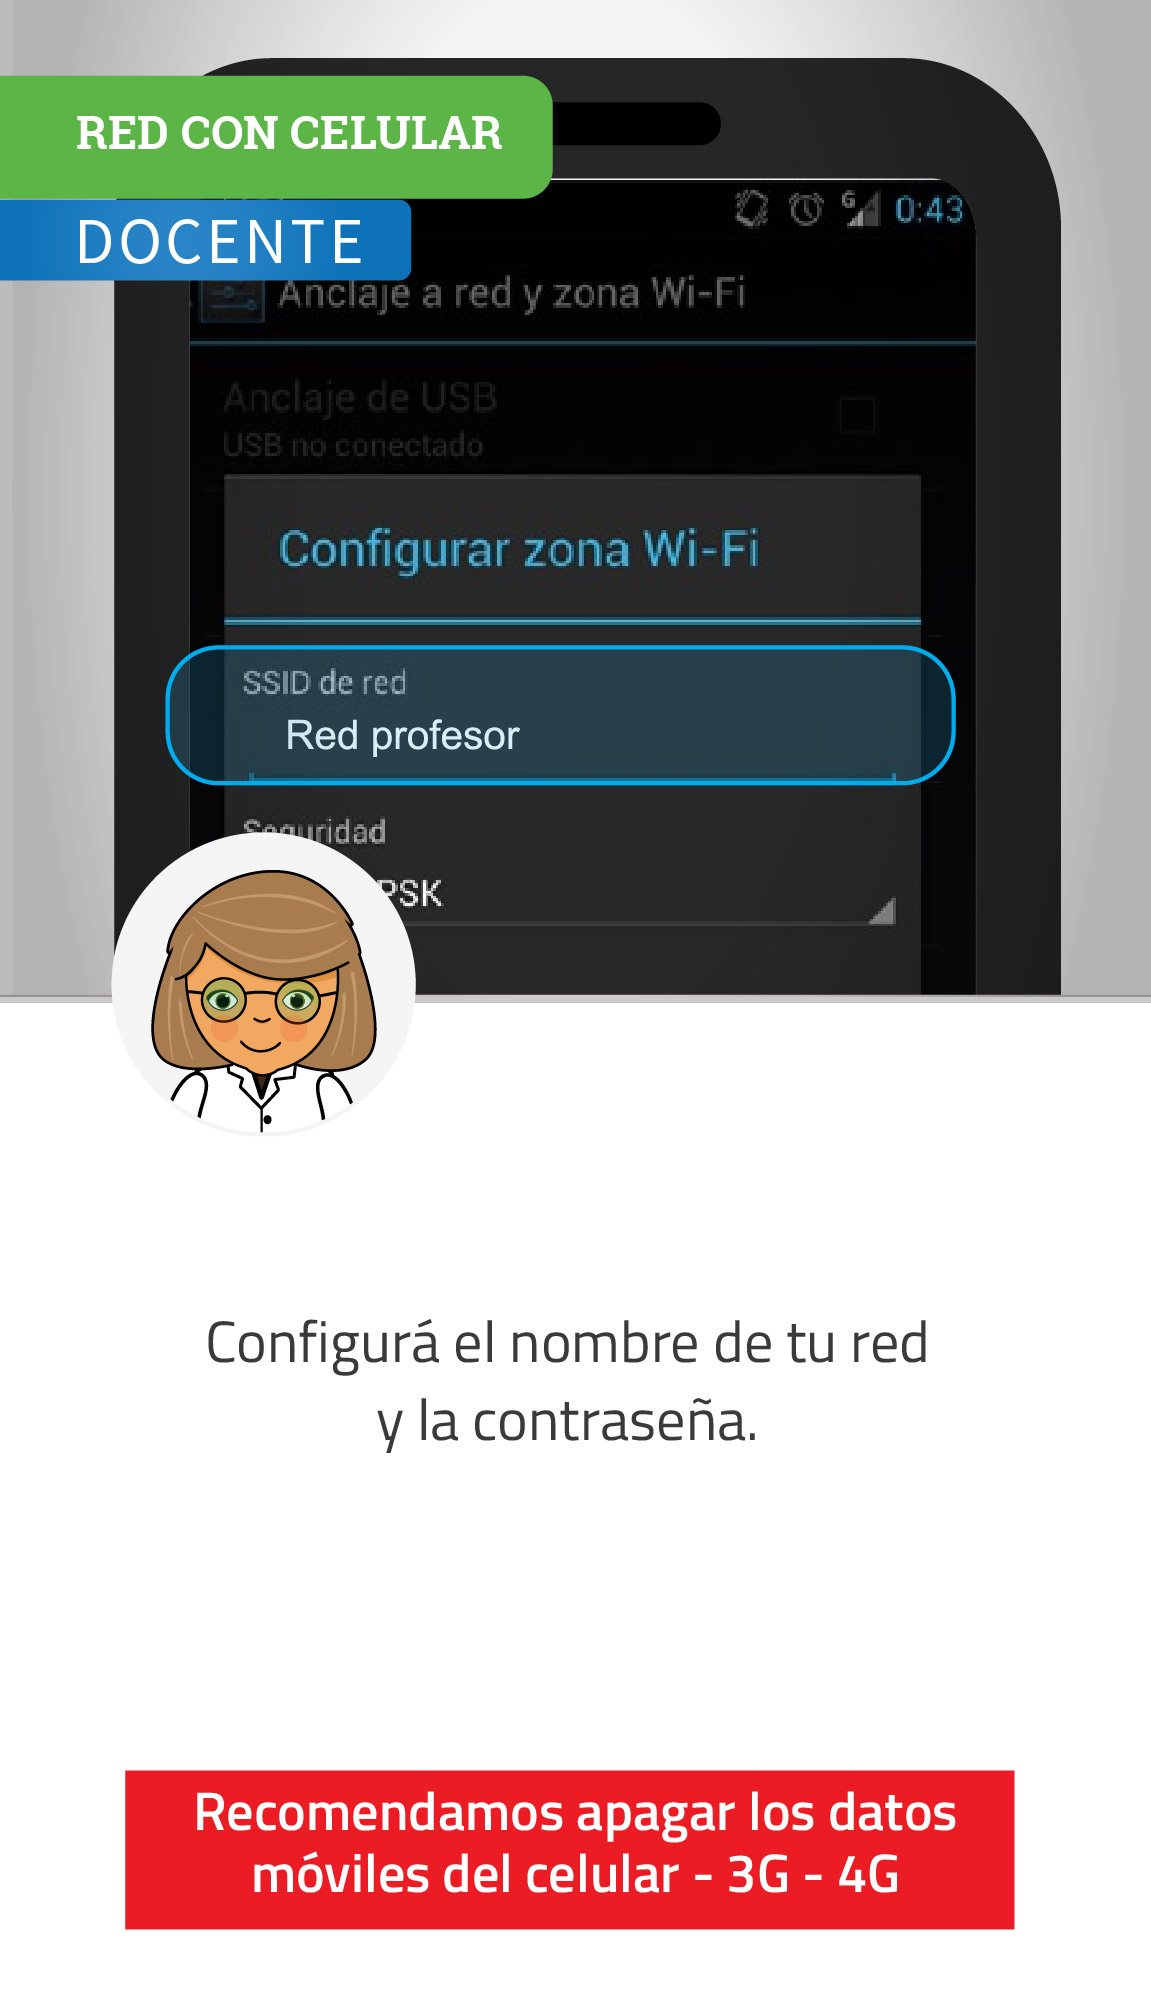 RED CON CELULAR
DOCENTE
G
0:43
Anclaje a red y zona Wi-Fi
Anclaje de USB
USB no conectado
Configurar zona Wi-Fi
SSID de red
Red profesor
Seguridad
PSK
Configurá el nombre de tu red
y la contraseña.
Recomendamos apagar los datos
móviles del celular - 3G - 4G